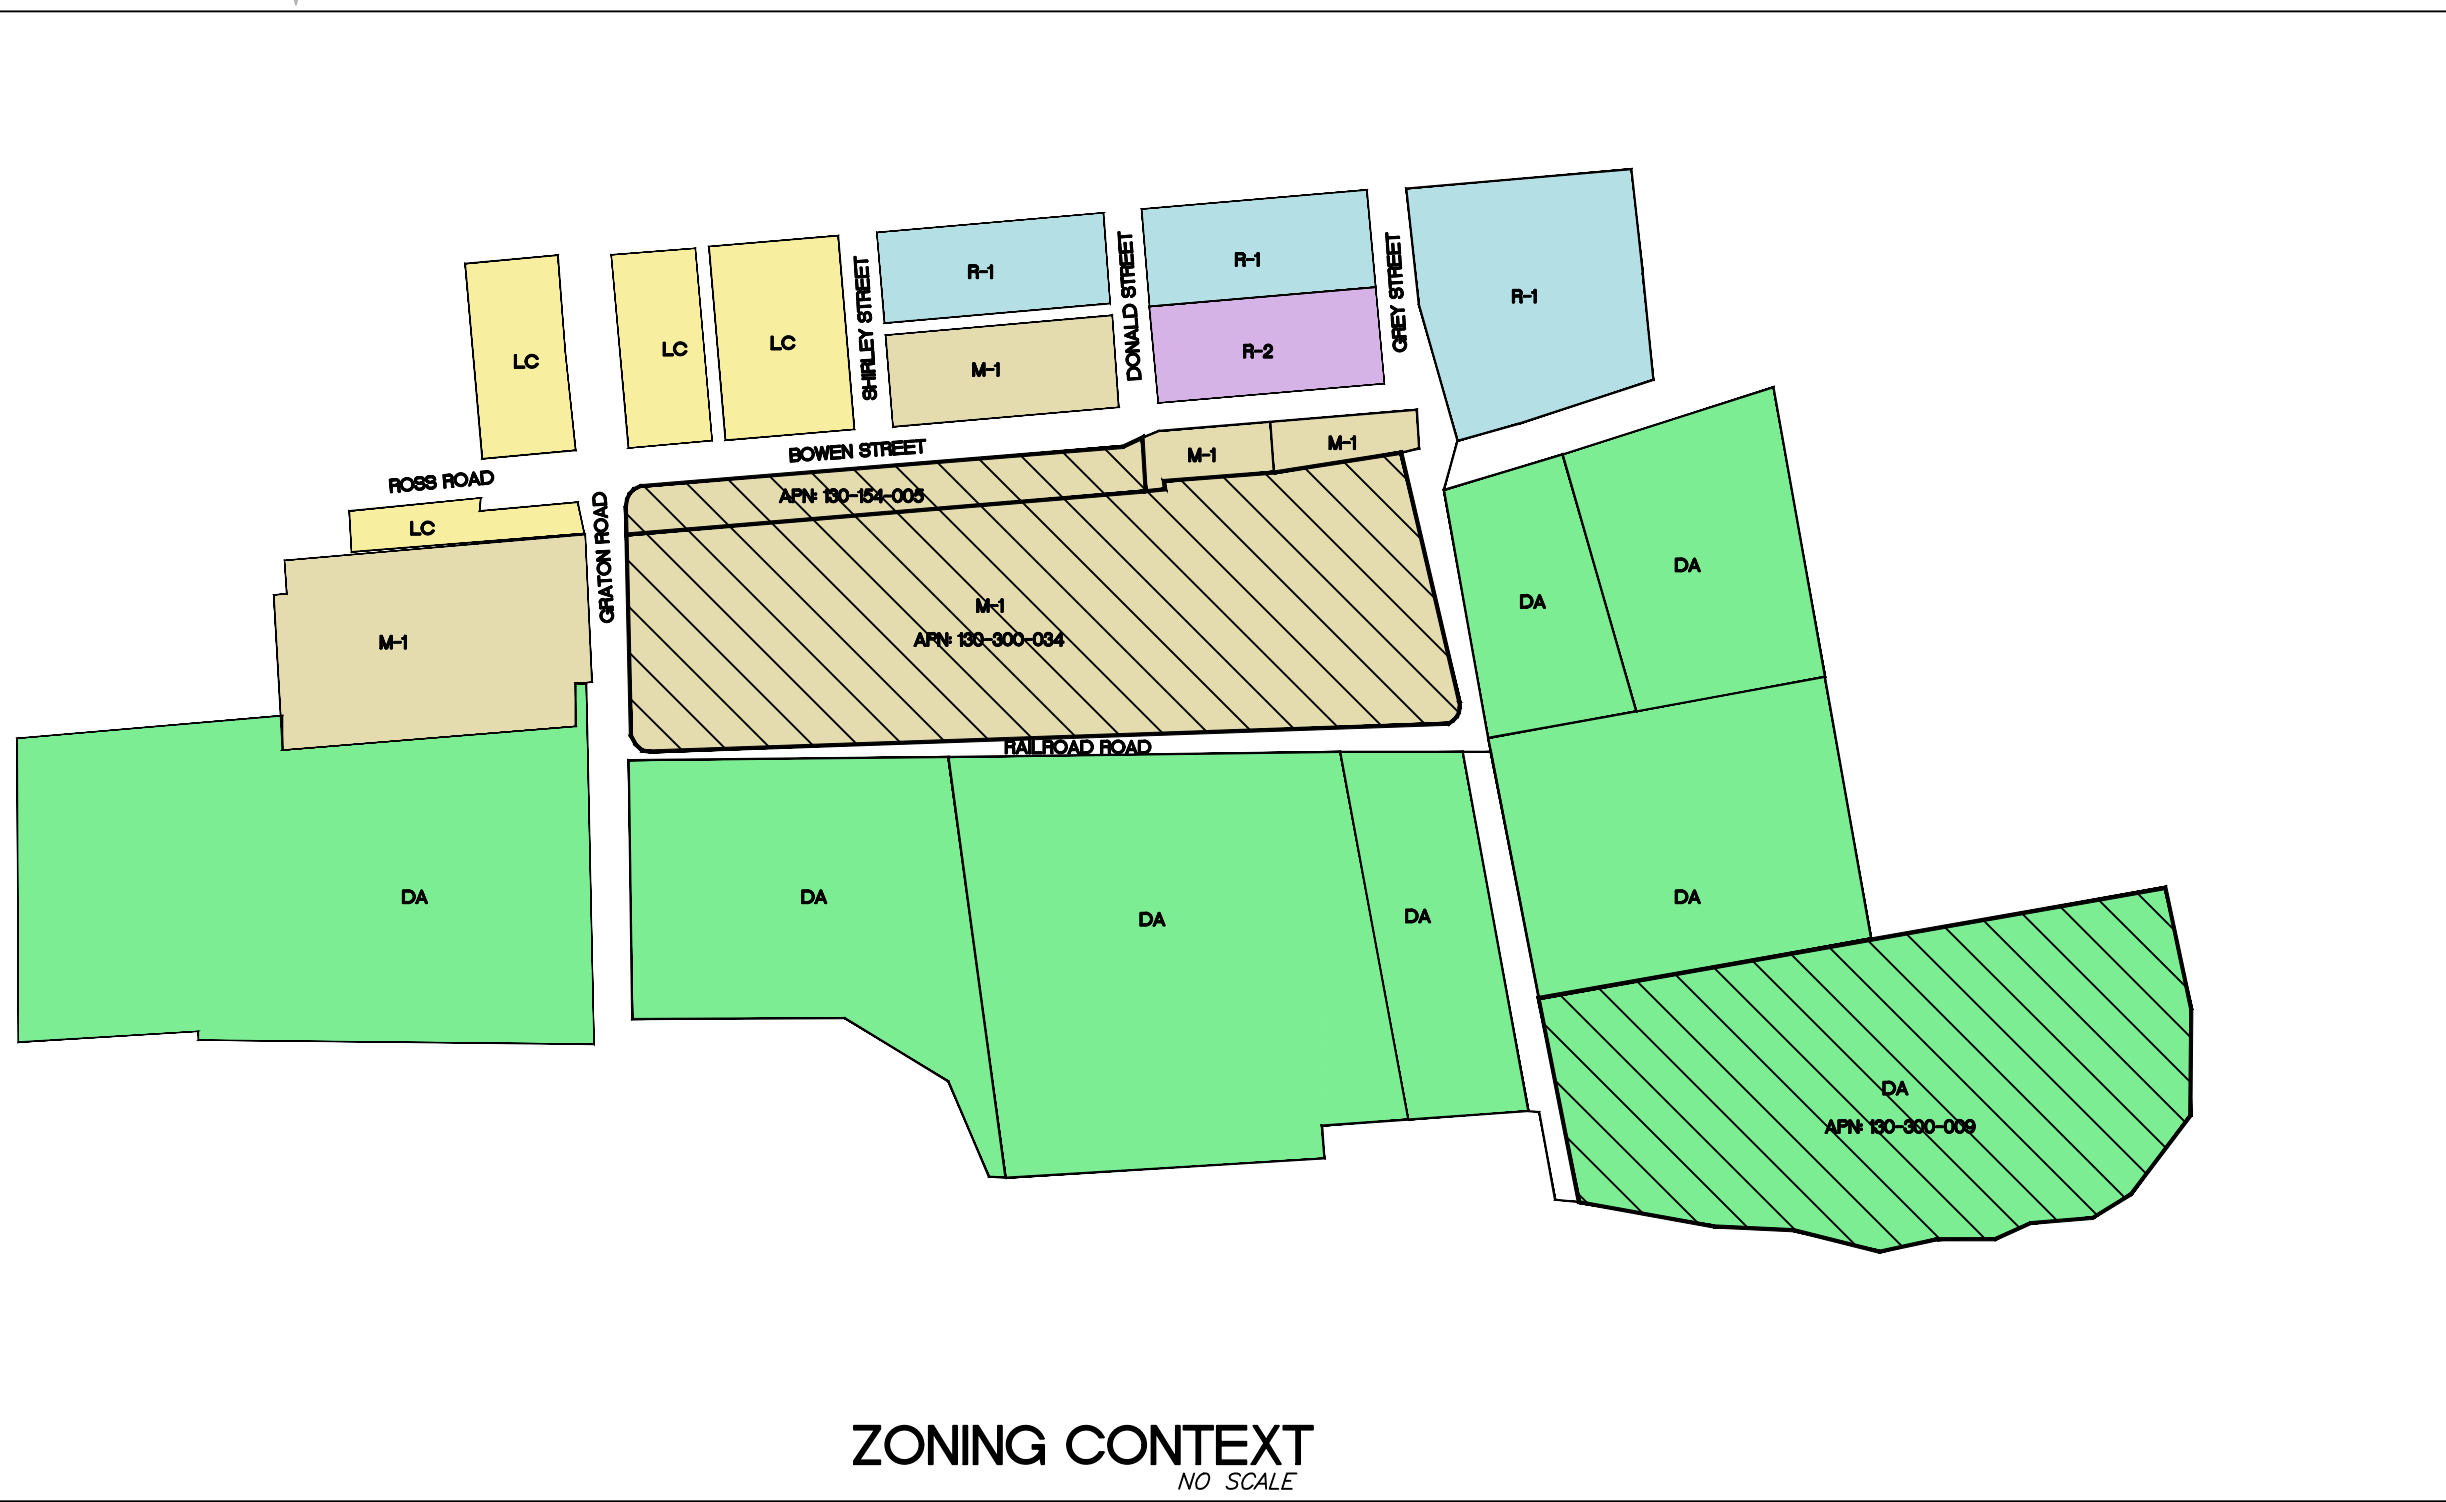 R-1
R-1
R-1
SHIRLEY STREET
DONALD STREET
GREY STREET
LC
LC
LC
M-1
R-2
BOWEN STREET
M-1
M-1
ROSS ROAD
APN: 130-154-005
LC
GRATON ROAD
M-1
APN: 130-300-034
M-1
DA
DA
RAILROAD ROAD
DA
DA
DA
DA
DA
DA
APN: 130-300-009
ZONING CONTEXT
NO SCALE